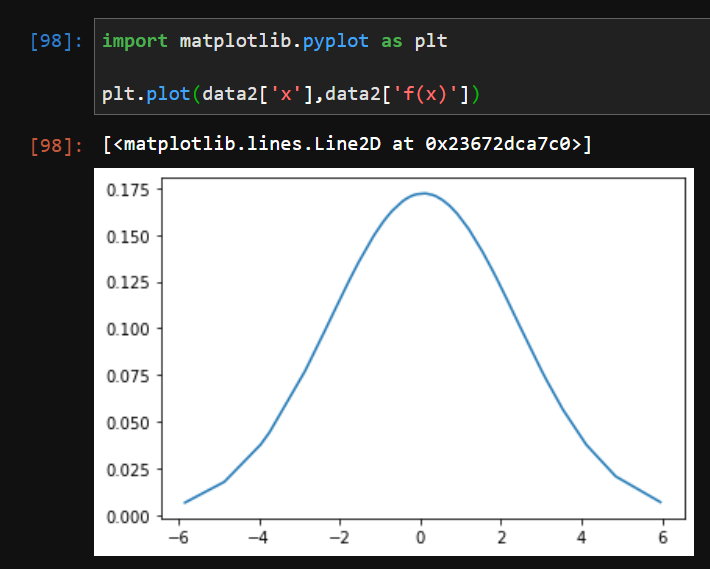 [98]: import matplotlib.pyplot as plt
plt.plot(data2['x'],data2['f(x)'])
[98]: [<matplotlib.lines.Line2D at 0x23672dca7c0>]
0.175
0.150
0.125
0.100
0.075
0.050
0.025
0.000
−6 −4 −2 0 2 4 6